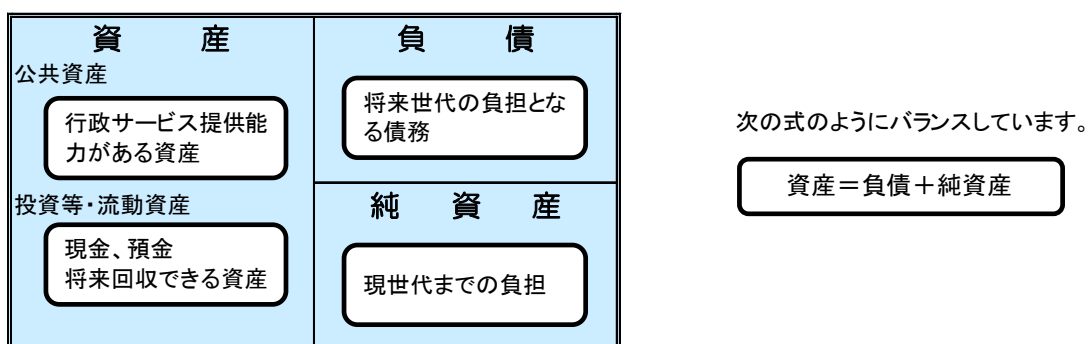 資　産
公共資産
行政サービス提供能
力がある資産
投資等・流動資産
現金、預金
将来回収できる資産
負　債
将来世代の負担とな
る債務
純　資　産
現世代までの負担
次の式のようにバランスしています。
資産＝負債＋純資産